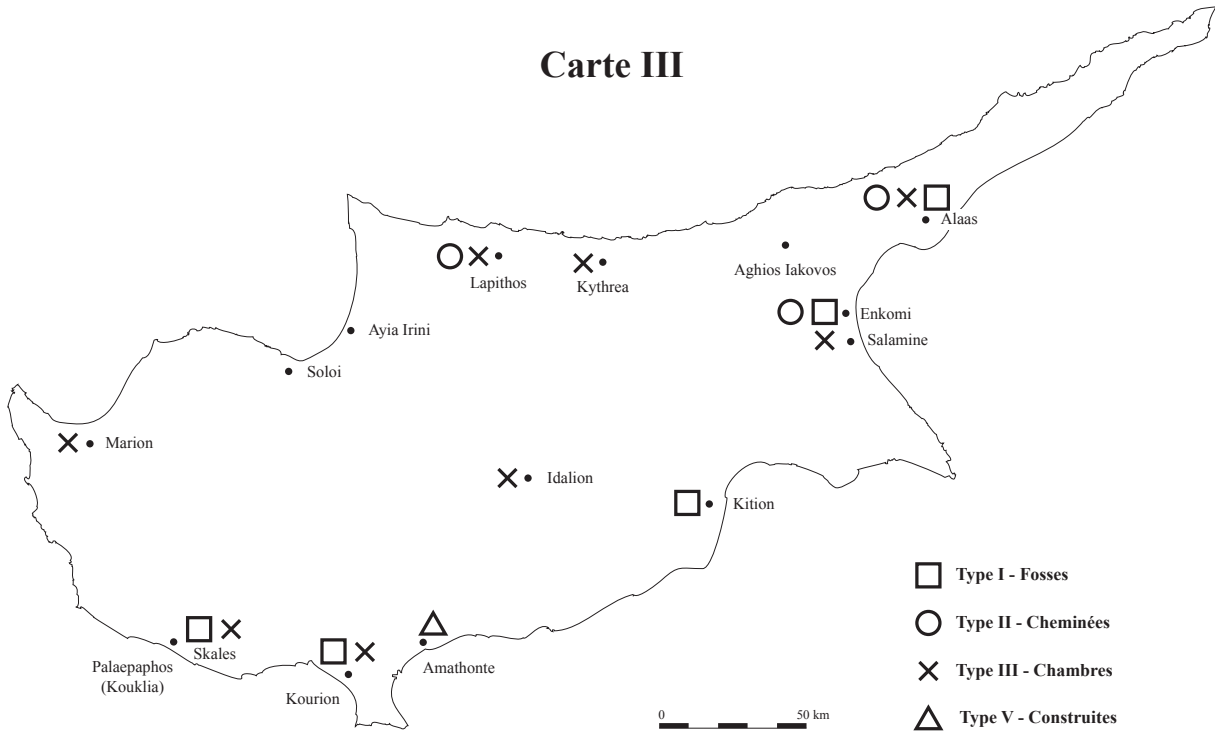 Carte III
Alaas
Aghios Iakovos
Lapithos
Kythrea
Enkomi
Salamine
Ayia Irini
Soloi
Marion
Idalion
Kition
Skales
Palaepaphos
(Kouklia)
Kourion
Amathonte
Type I - Fosses
Type II - Cheminées
Type III - Chambres
Type V - Construites
0 50 km